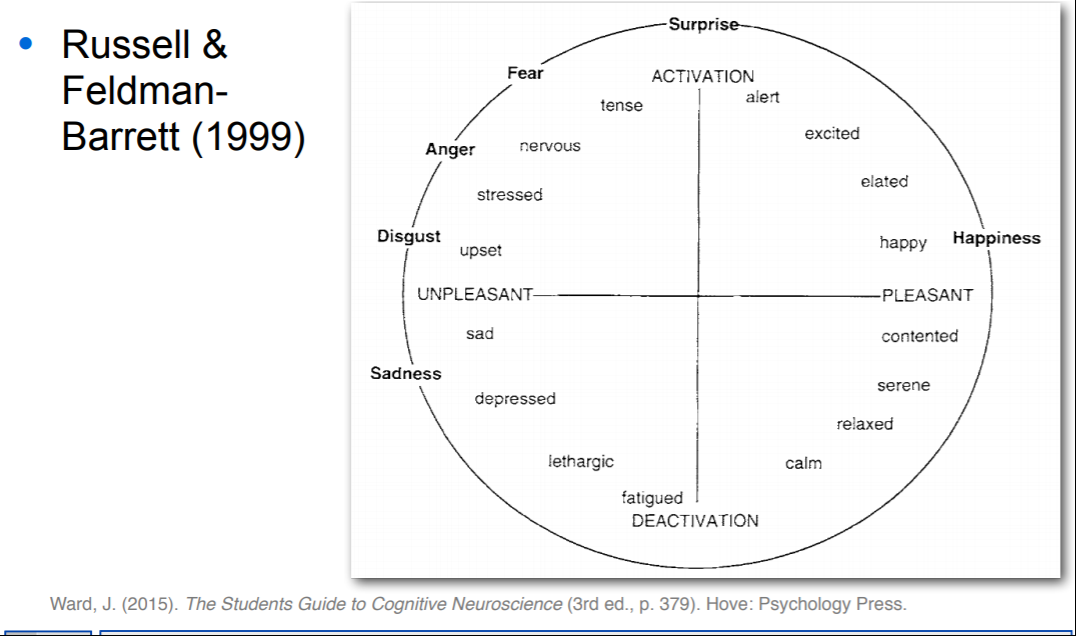 Russell &
Feldman-
Barrett (1999)
Surprise
Fear
ACTIVATION
tense
alert
Anger
nervous
excited
stressed
elated
Disgust
upset
happy
Happiness
UNPLEASANT
PLEASANT
sad
contented
Sadness
depressed
serene
relaxed
lethargic
calm
fatigued
DEACTIVATION
Ward, J. (2015). The Students Guide to Cognitive Neuroscience (3rd ed., p. 379). Hove: Psychology Press.